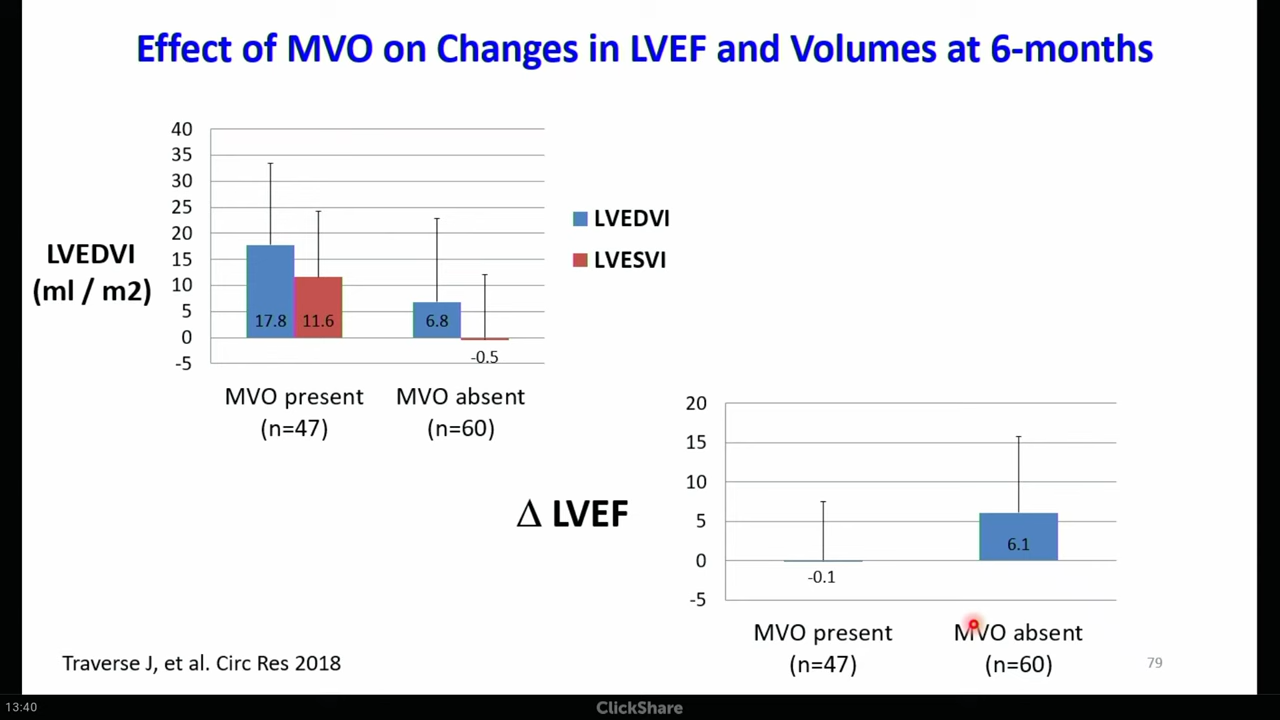 Effect of MVO on Changes in LVEF and Volumes at 6-months
40
35
30
25
20
15
10
5
0
-5
LVEDVI
(ml / m2)
17.8
11.6
6.8
-0.5
MVO present
(n=47)
MVO absent
(n=60)
LVEDVI
LVESVI
Δ LVEF
20
15
10
5
0
-5
-0.1
6.1
MVO present
(n=47)
MVO absent
(n=60)
Traverse J, et al. Circ Res 2018
79
13:40
ClickShare